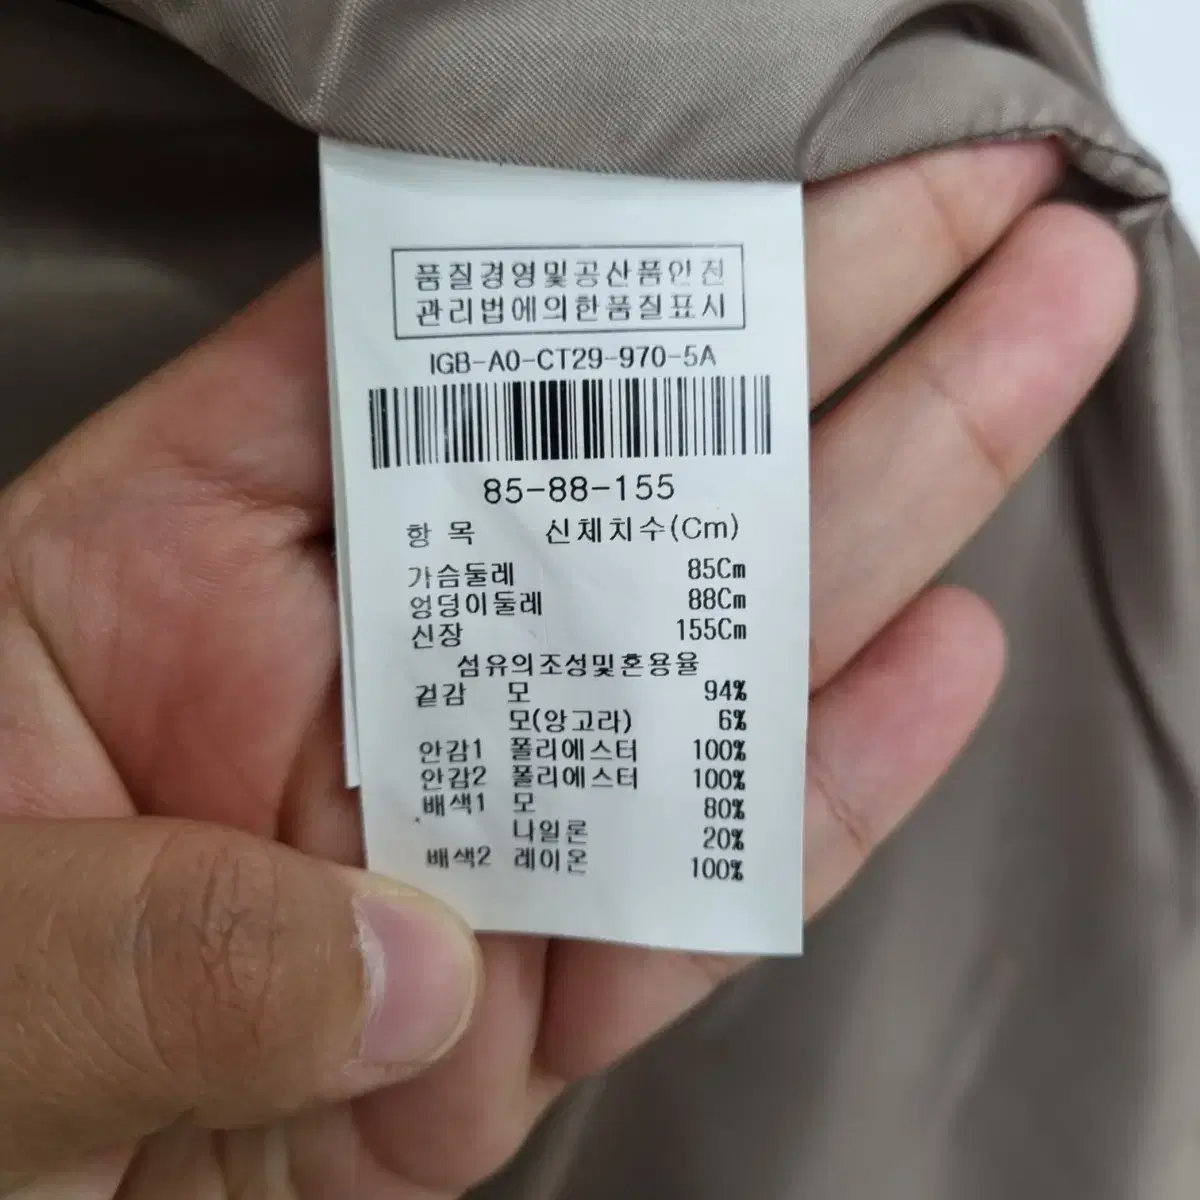 품질경영및공산품안전
관리법에의한품질표시
IGB-A0-CT29-970-5A
85-88-155
항 목 신체치수(Cm)
가슴둘레 85Cm
엉덩이둘레 88Cm
신장 155Cm
섬유의조성및혼용율
겉감 모 94%
모(앙고라) 6%
안감1 폴리에스터 100%
안감2 폴리에스터 100%
배색1 모 80%
나일론 20%
배색2 레이온 100%